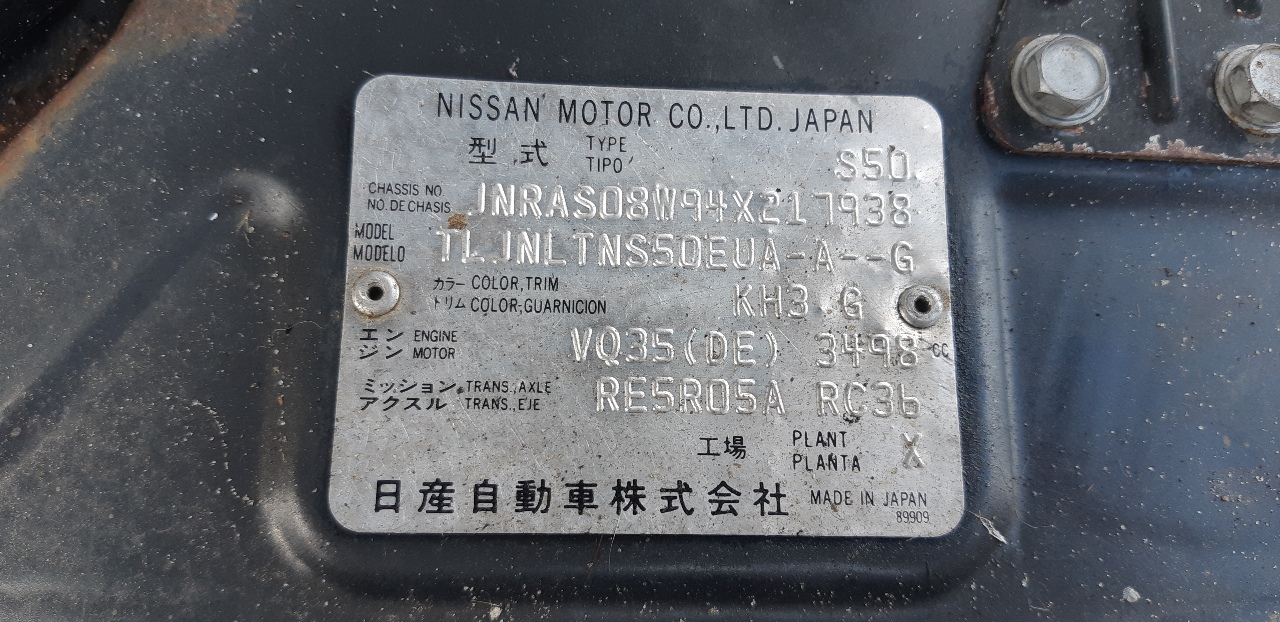 NISSAN MOTOR CO.,LTD. JAPAN
型式 TYPE TIPO S50
CHASSIS NO. NO. DE CHASIS JNRAS08W94X217938
MODEL MODELO TLJNLTNS50EUA-A--G
カラー COLOR,TRIM
トリム COLOR,GUARNICION KH3 G
エンジン ENGINE MOTOR VQ35(DE) 3498 CC
ミッション TRANS.,AXLE
アクスル TRANS.,EJE RE5R05A RC36
工場 PLANT PLANTA X
日産自動車株式会社 MADE IN JAPAN
89909